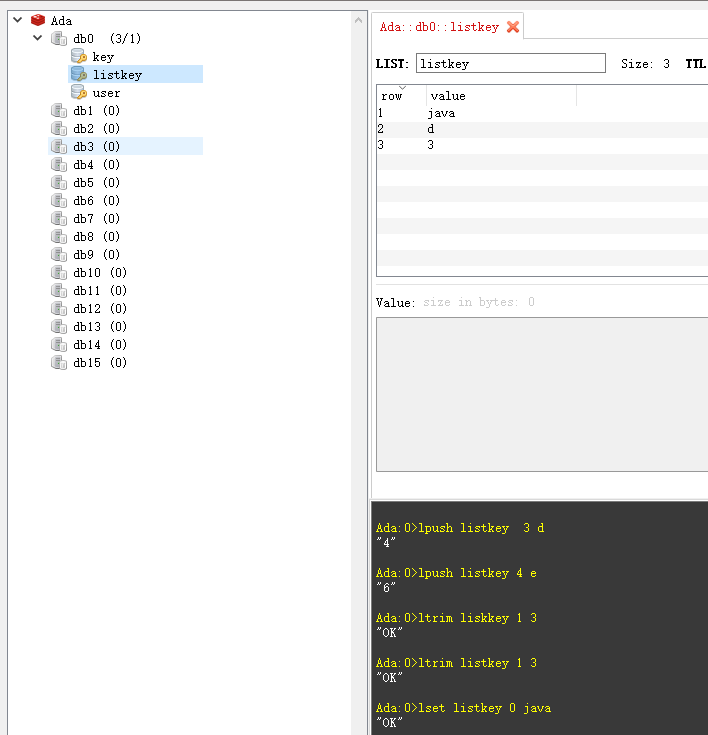 Ada
db0 (3/1)
key
listkey
user
db1 (0)
db2 (0)
db3 (0)
db4 (0)
db5 (0)
db6 (0)
db7 (0)
db8 (0)
db9 (0)
db10 (0)
db11 (0)
db12 (0)
db13 (0)
db14 (0)
db15 (0)
Ada::db0::listkey
LIST: listkey Size: 3 TTL
row value
1 java
2 d
3 3
Value: size in bytes: 0
Ada:0>lpush listkey 3 d
"4"
Ada:0>lpush listkey 4 e
"6"
Ada:0>ltrim liskkey 1 3
"OK"
Ada:0>ltrim listkey 1 3
"OK"
Ada:0>lset listkey 0 java
"OK"